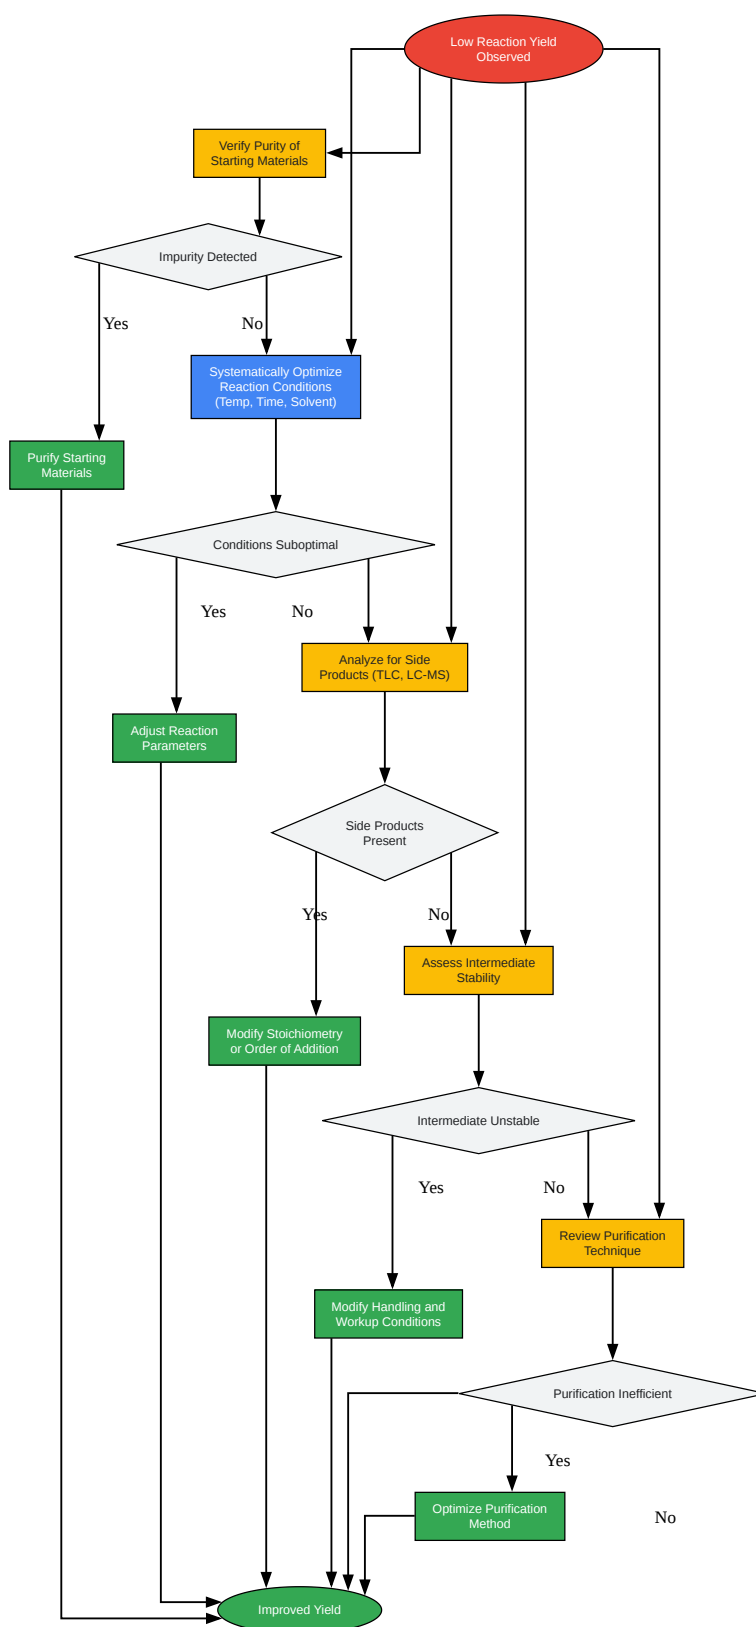 Low Reaction Yield
Observed
Verify Purity of
Starting Materials
Impurity Detected
Yes
No
Systematically Optimize
Reaction Conditions
(Temp, Time, Solvent)
Purify Starting
Materials
Conditions Suboptimal
Yes
No
Analyze for Side
Products (TLC, LC-MS)
Adjust Reaction
Parameters
Side Products
Present
Yes
No
Assess Intermediate
Stability
Modify Stoichiometry
or Order of Addition
Intermediate Unstable
Yes
No
Review Purification
Technique
Modify Handling and
Workup Conditions
Purification Inefficient
Yes
Optimize Purification
Method
No
Improved Yield